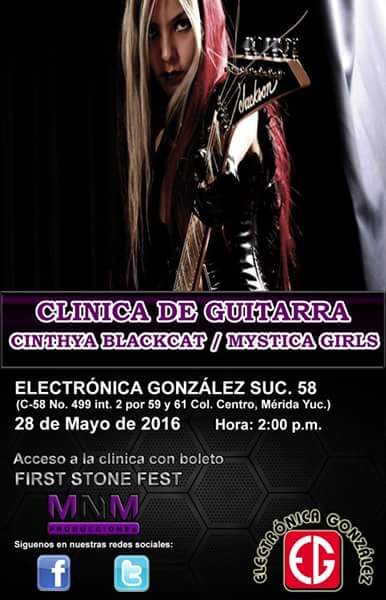 Jackson
CLINICA DE GUITARRA
CINTHYA BLACKCAT / MYSTICA GIRLS
ELECTRÓNICA GONZÁLEZ SUC. 58
(C-58 No. 499 int. 2 por 59 y 61 Col. Centro, Mérida Yuc.)
28 de Mayo de 2016 Hora: 2:00 p.m.
Acceso a la clinica con boleto
FIRST STONE FEST
MNM
PRODUCCIONES
Siguenos en nuestras redes sociales:
f
t
ELECTRÓNICA GONZÁLEZ
EG